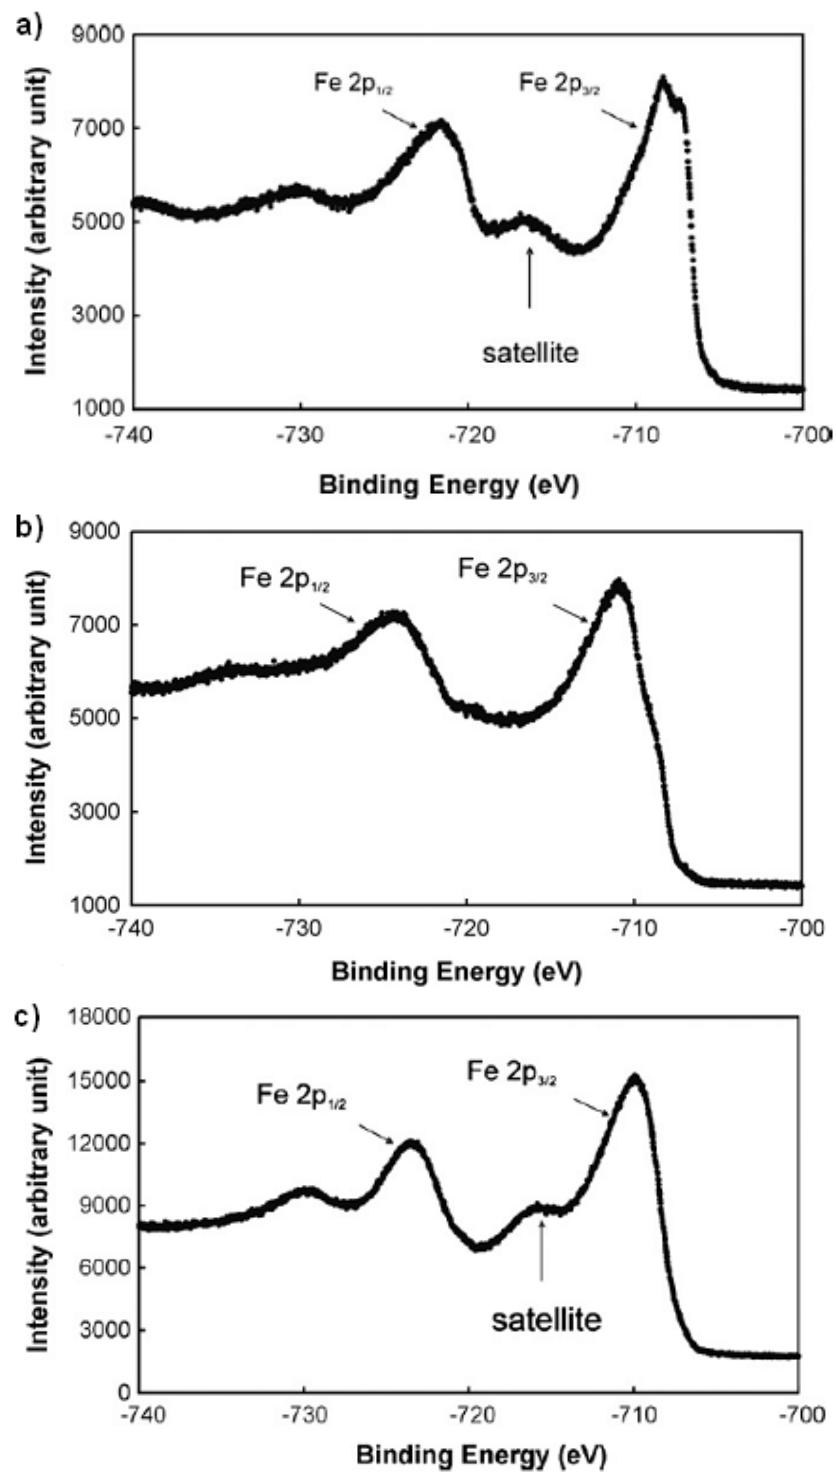 a)
9000
7000
5000
3000
1000
Intensity (arbitrary unit)
Fe 2p1/2
Fe 2p3/2
satellite
-740 -730 -720 -710 -700
Binding Energy (eV)
b)
9000
7000
5000
3000
1000
Intensity (arbitrary unit)
Fe 2p1/2
Fe 2p3/2
-740 -730 -720 -710 -700
Binding Energy (eV)
c)
18000
15000
12000
9000
6000
3000
0
Intensity (arbitrary unit)
Fe 2p1/2
Fe 2p3/2
satellite
-740 -730 -720 -710 -700
Binding Energy (eV)